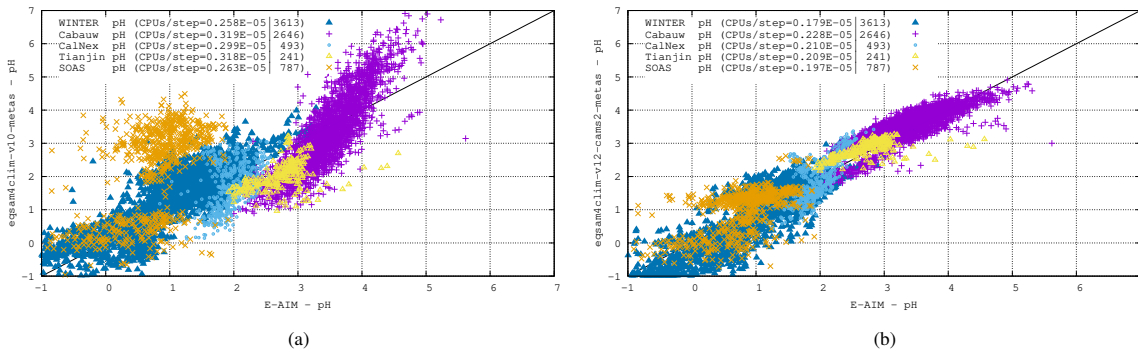 WINTER pH (CPUs/step=0.258E-05|3613)
Cabauw pH (CPUs/step=0.319E-05|2646)
CalNex pH (CPUs/step=0.299E-05| 493)
Tianjin pH (CPUs/step=0.318E-05| 241)
SOAS pH (CPUs/step=0.263E-05| 787)
7
6
5
4
3
2
1
0
-1
-1 0 1 2 3 4 5 6 7
eqsam4clim-v10-metas - pH
E-AIM - pH
(a)
WINTER pH (CPUs/step=0.179E-05|3613)
Cabauw pH (CPUs/step=0.228E-05|2646)
CalNex pH (CPUs/step=0.210E-05| 493)
Tianjin pH (CPUs/step=0.209E-05| 241)
SOAS pH (CPUs/step=0.197E-05| 787)
7
6
5
4
3
2
1
0
-1
-1 0 1 2 3 4 5 6 7
eqsam4clim-v12-cams2-metas - pH
E-AIM - pH
(b)